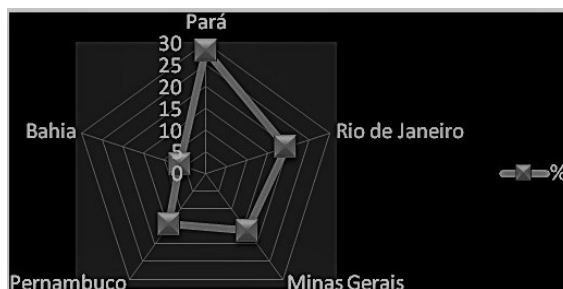 Pará
30
25
20
15
10
5
0
Bahia
Rio de Janeiro
%
Pernambuco
Minas Gerais